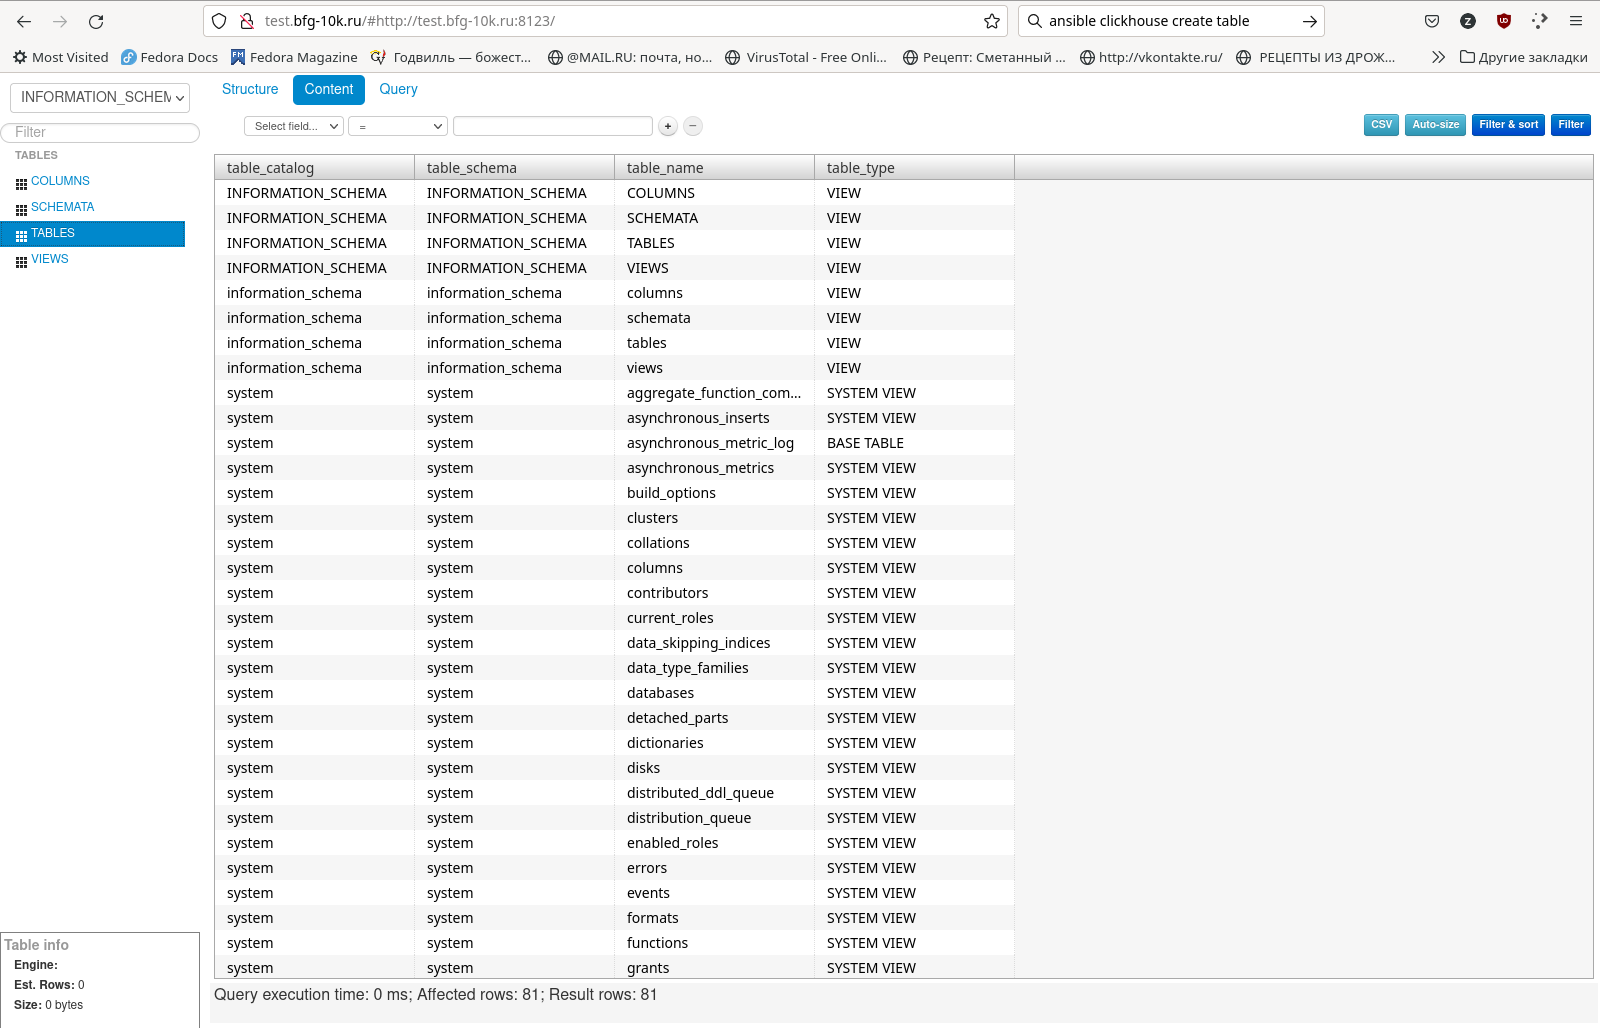 test.bfg-10k.ru/#http://test.bfg-10k.ru:8123/
ansible clickhouse create table
Most Visited
Fedora Docs
Fedora Magazine
Годвилль — божест...
@MAIL.RU: почта, но...
VirusTotal - Free Onli...
Рецепт: Сметанный ...
http://vkontakte.ru/
РЕЦЕПТЫ ИЗ ДРОЖ...
Другие закладки
INFORMATION_SCHEM
Structure
Content
Query
Filter
Select field...
=
+
−
CSV
Auto-size
Filter & sort
Filter
TABLES
COLUMNS
SCHEMATA
TABLES
VIEWS
table_catalog table_schema table_name table_type
INFORMATION_SCHEMA INFORMATION_SCHEMA COLUMNS VIEW
INFORMATION_SCHEMA INFORMATION_SCHEMA SCHEMATA VIEW
INFORMATION_SCHEMA INFORMATION_SCHEMA TABLES VIEW
INFORMATION_SCHEMA INFORMATION_SCHEMA VIEWS VIEW
information_schema information_schema columns VIEW
information_schema information_schema schemata VIEW
information_schema information_schema tables VIEW
information_schema information_schema views VIEW
system system aggregate_function_com... SYSTEM VIEW
system system asynchronous_inserts SYSTEM VIEW
system system asynchronous_metric_log BASE TABLE
system system asynchronous_metrics SYSTEM VIEW
system system build_options SYSTEM VIEW
system system clusters SYSTEM VIEW
system system collations SYSTEM VIEW
system system columns SYSTEM VIEW
system system contributors SYSTEM VIEW
system system current_roles SYSTEM VIEW
system system data_skipping_indices SYSTEM VIEW
system system data_type_families SYSTEM VIEW
system system databases SYSTEM VIEW
system system detached_parts SYSTEM VIEW
system system dictionaries SYSTEM VIEW
system system disks SYSTEM VIEW
system system distributed_ddl_queue SYSTEM VIEW
system system distribution_queue SYSTEM VIEW
system system enabled_roles SYSTEM VIEW
system system errors SYSTEM VIEW
system system events SYSTEM VIEW
system system formats SYSTEM VIEW
system system functions SYSTEM VIEW
system system grants SYSTEM VIEW
Table info
Engine:
Est. Rows: 0
Size: 0 bytes
Query execution time: 0 ms; Affected rows: 81; Result rows: 81